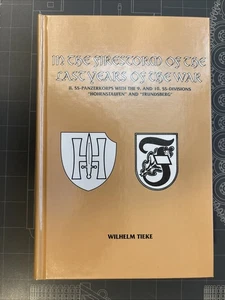 IN THE FIRESTORM OF THE
LAST YEARS OF THE WAR
II. SS-PANZERKORPS WITH THE 9. AND 10. SS-DIVISIONS
"HOHENSTAUFEN" AND "FRUNDSBERG"
WILHELM TIEKE